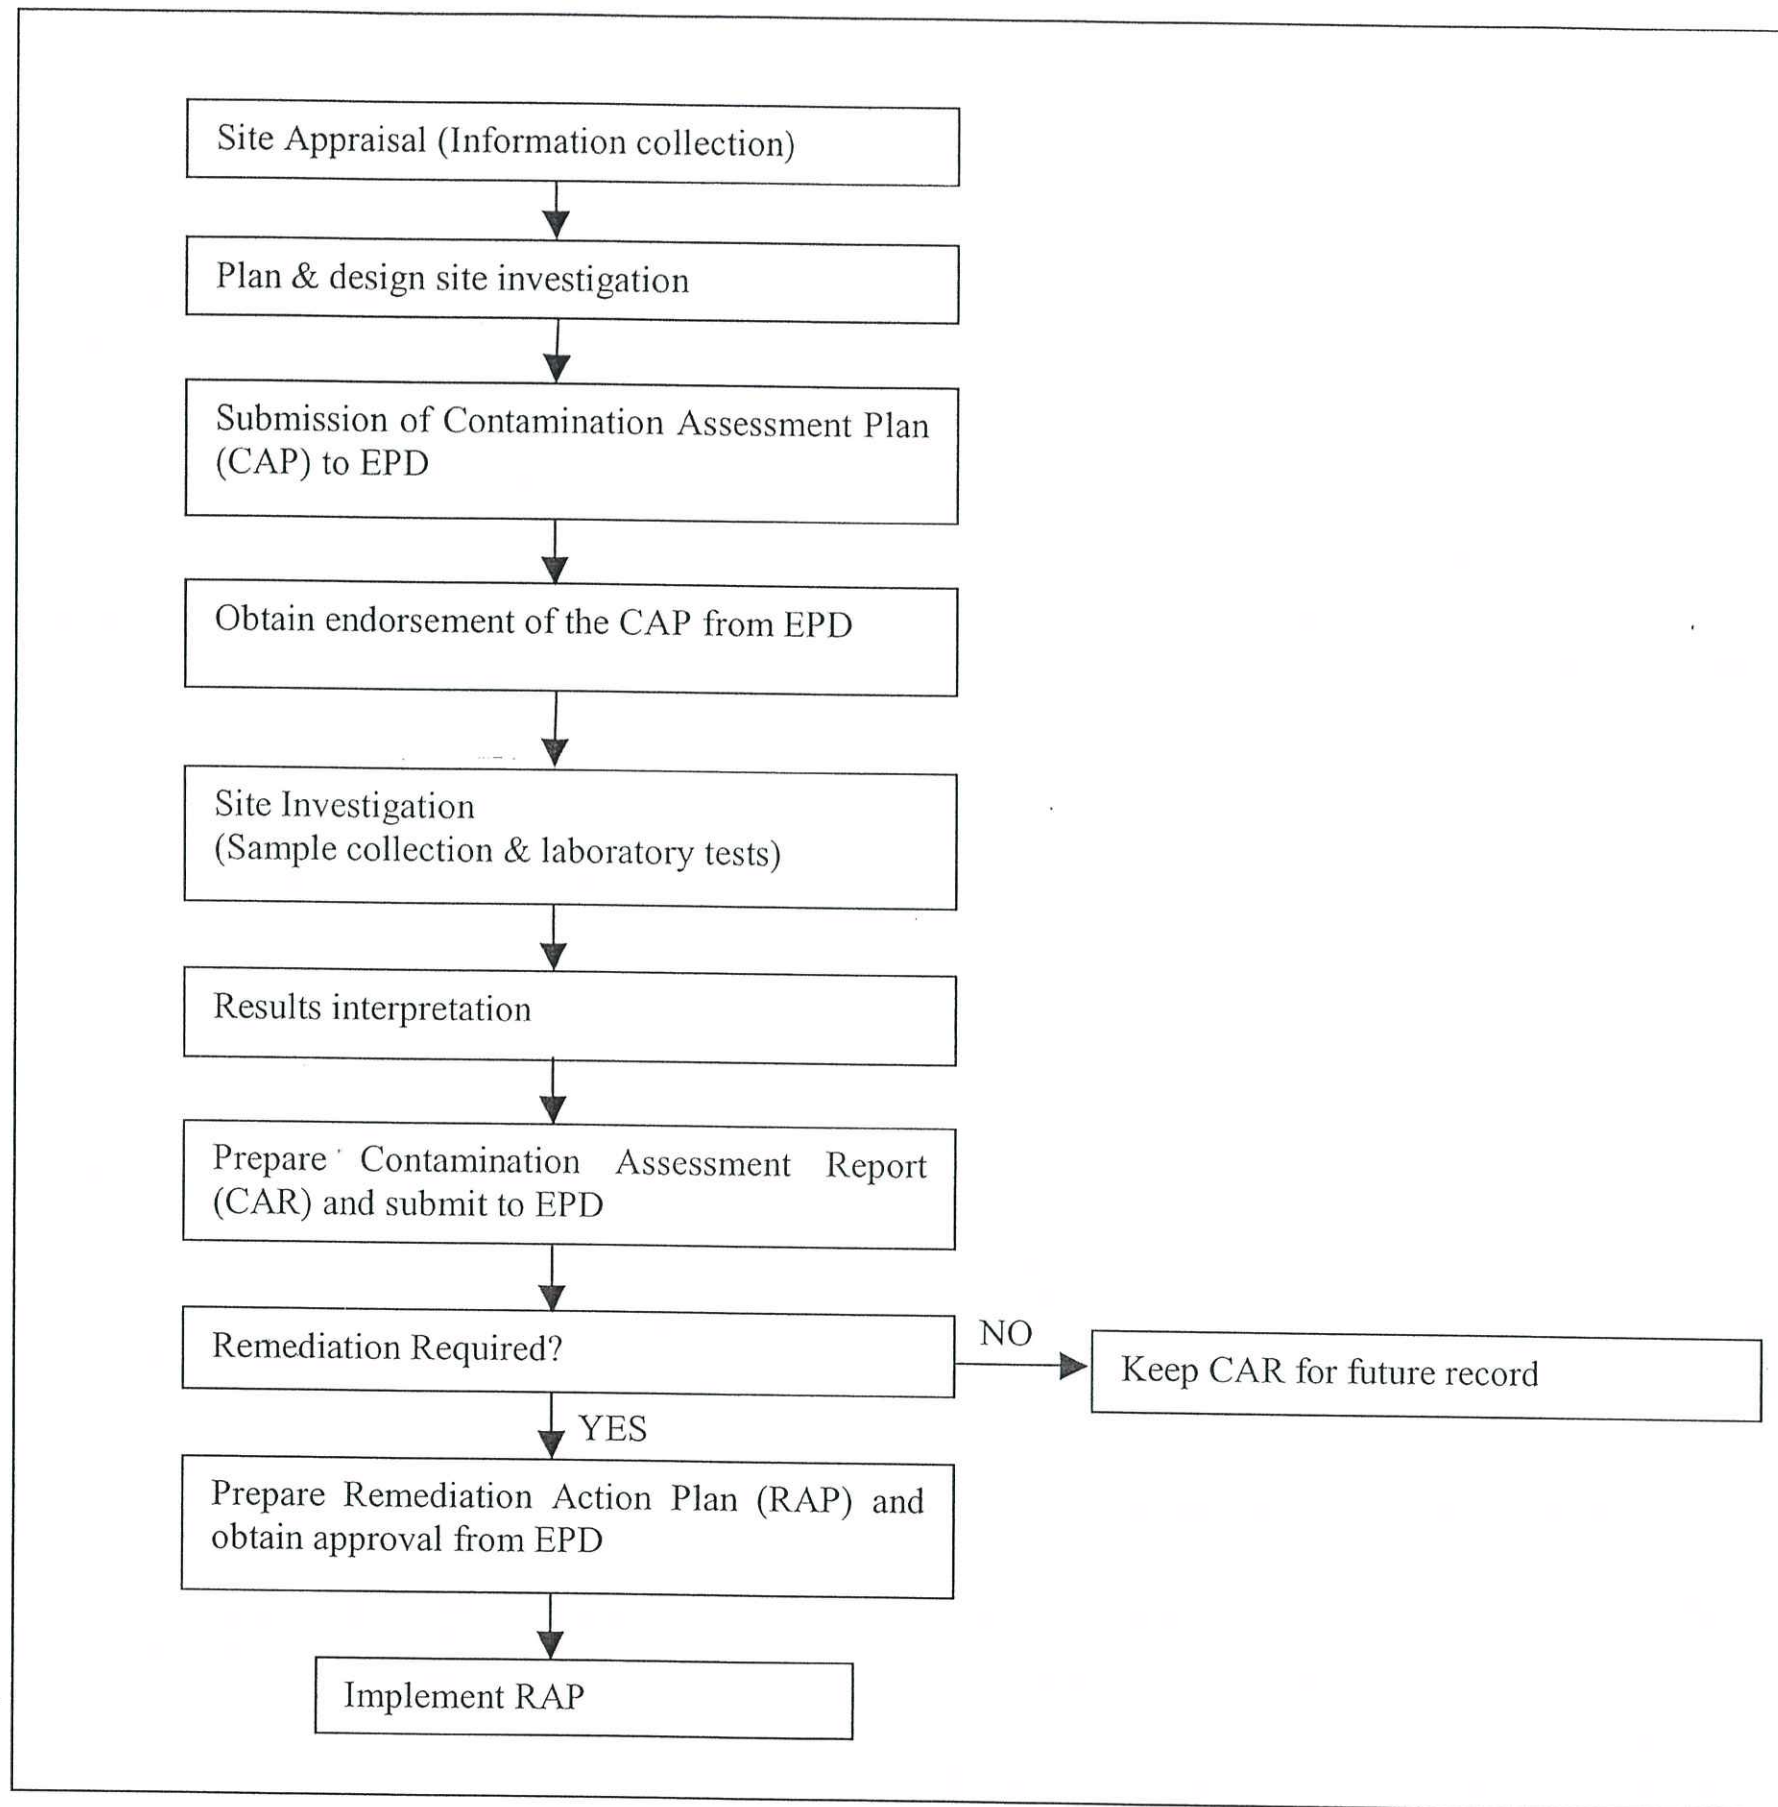 Site Appraisal (Information collection)
Plan & design site investigation
Submission of Contamination Assessment Plan
(CAP) to EPD
Obtain endorsement of the CAP from EPD
Site Investigation
(Sample collection & laboratory tests)
Results interpretation
Prepare Contamination Assessment Report
(CAR) and submit to EPD
Remediation Required?
NO
Keep CAR for future record
YES
Prepare Remediation Action Plan (RAP) and
obtain approval from EPD
Implement RAP